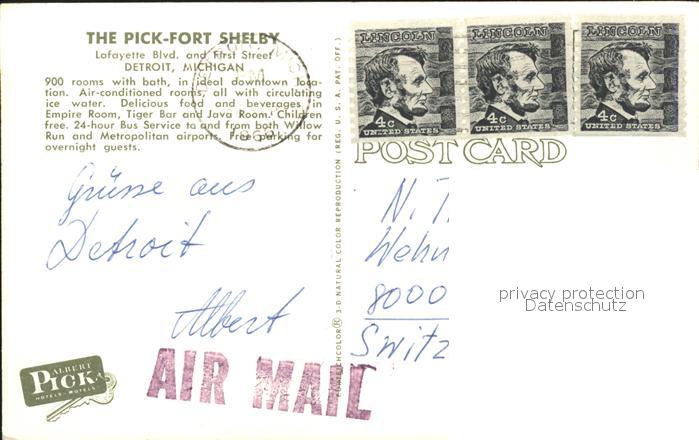 THE PICK-FORT SHELBY
Lafayette Blvd. and First Street
DETROIT, MICHIGAN
900 rooms with bath, in ideal downtown loca-
tion. Air-conditioned rooms, all with circulating
ice water. Delicious food and beverages in
Empire Room, Tiger Bar and Java Room. Children
free. 24-hour Bus Service to and from both Willow
Run and Metropolitan airports. Free parking for
overnight guests.
LINCOLN
4c
UNITED STATES
LINCOLN
4c
UNITED STATES
LINCOLN
4c
UNITED STATES
POST CARD
Grüsse aus
Detroit
Albert
N.T.
Wehn
8000
Switz
privacy protection
Datenschutz
3-D NATURAL COLOR REPRODUCTION (REG. U. S. A. PAT. OFF.)
ALBERT
PICK
HOTELS-MOTELS
AIR MAIL